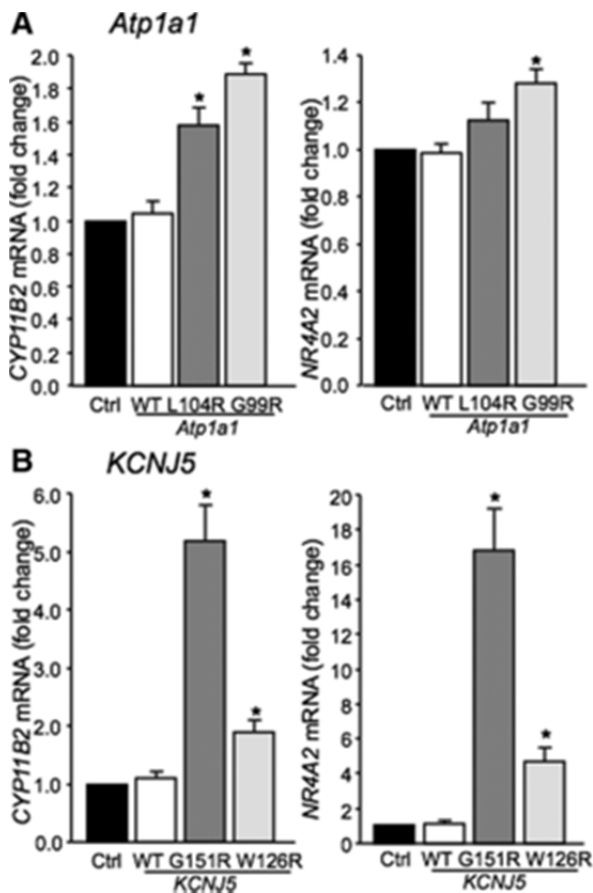 A Atp1a1
CYP11B2 mRNA (fold change)
2.0
1.8
1.6
1.4
1.2
1.0
0.8
0.6
0.4
0.2
0.0
* *
Ctrl WT L104R G99R
Atp1a1
NR4A2 mRNA (fold change)
1.4
1.2
1.0
0.8
0.6
0.4
0.2
0.0
*
Ctrl WT L104R G99R
Atp1a1
B KCNJ5
CYP11B2 mRNA (fold change)
6.0
5.0
4.0
3.0
2.0
1.0
0.0
* *
Ctrl WT G151R W126R
KCNJ5
NR4A2 mRNA (fold change)
20
18
16
14
12
10
8
6
4
2
0
* *
Ctrl WT G151R W126R
KCNJ5